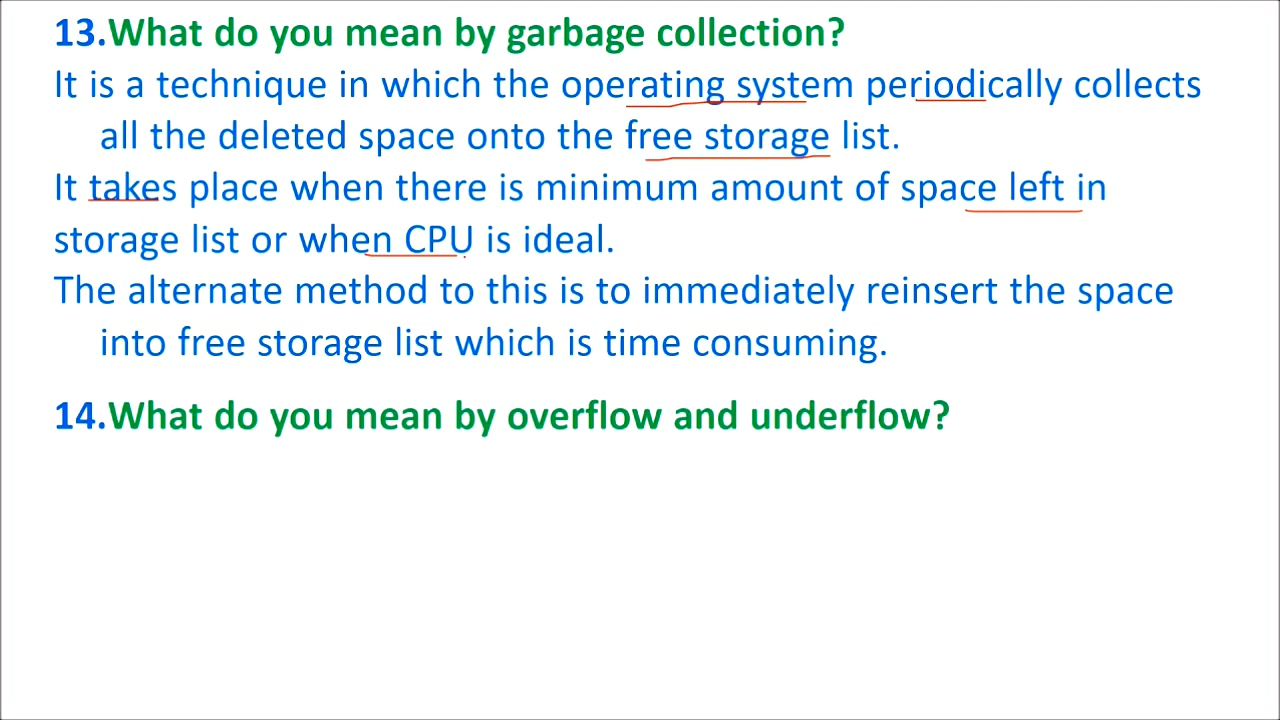 13.What do you mean by garbage collection?
It is a technique in which the operating system periodically collects
all the deleted space onto the free storage list.
It takes place when there is minimum amount of space left in
storage list or when CPU is ideal.
The alternate method to this is to immediately reinsert the space
into free storage list which is time consuming.
14.What do you mean by overflow and underflow?